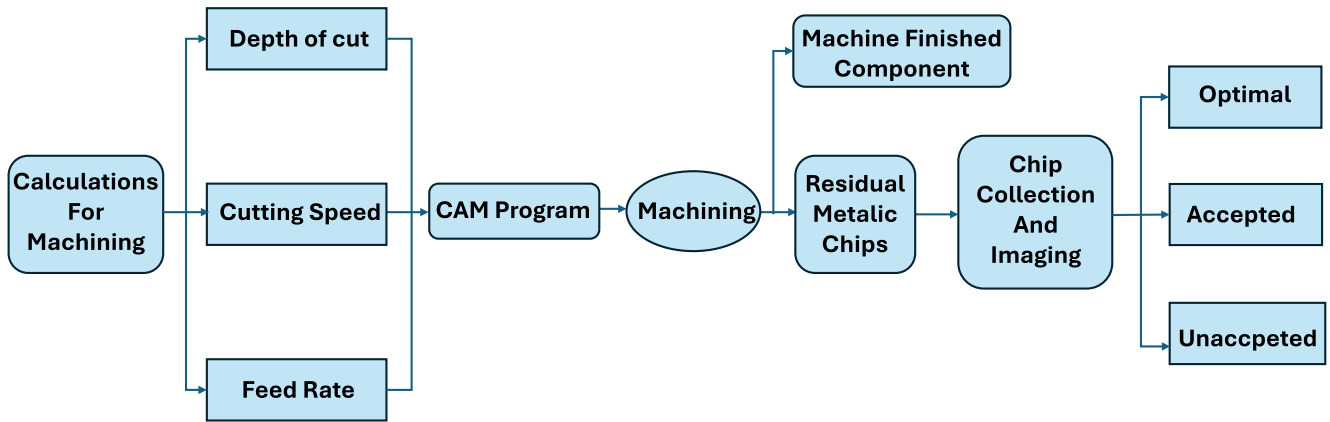 Depth of cut
Machine Finished
Component
Optimal
Calculations
For
Machining
Cutting Speed
CAM Program
Machining
Residual
Metalic
Chips
Chip
Collection
And
Imaging
Accepted
Unaccpeted
Feed Rate